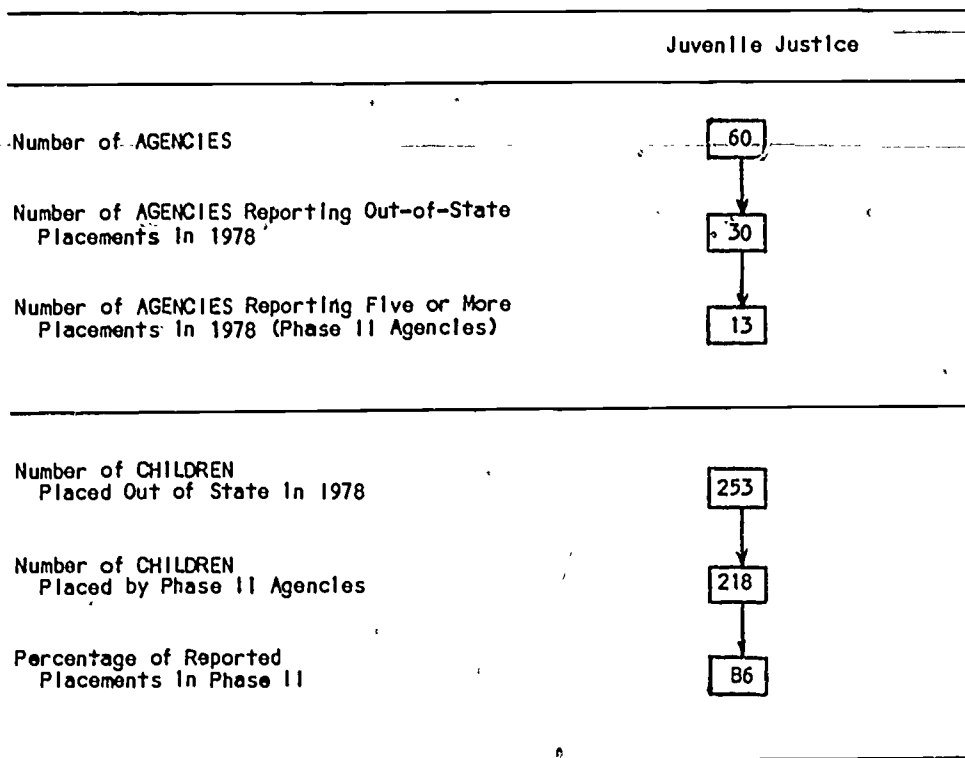 Juvenile Justice
Number of AGENCIES 60
Number of AGENCIES Reporting Out-of-State
Placements in 1978 30
Number of AGENCIES Reporting Five or More
Placements in 1978 (Phase II Agencies) 13
Number of CHILDREN
Placed Out of State in 1978 253
Number of CHILDREN
Placed by Phase II Agencies 218
Percentage of Reported
Placements in Phase II 86